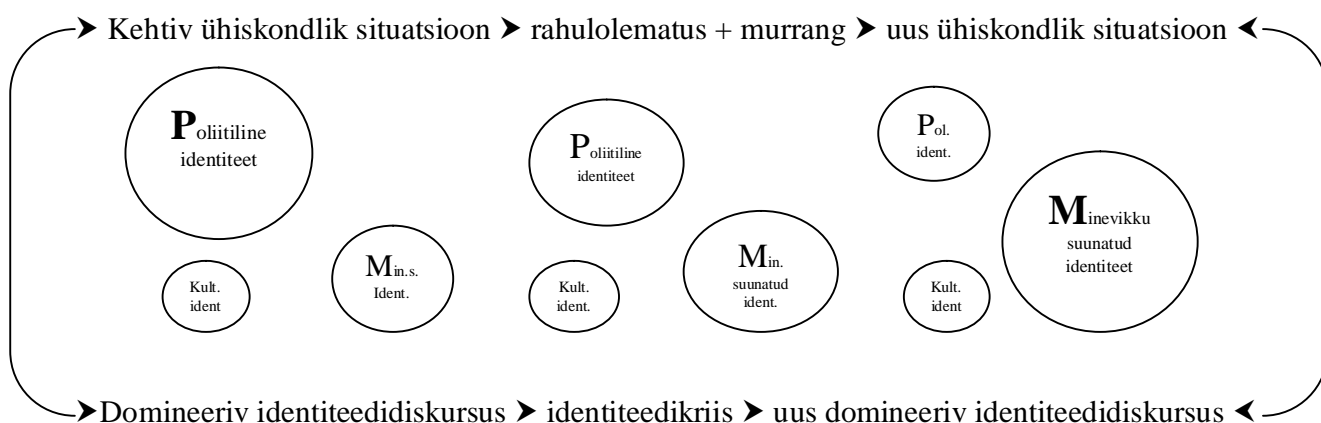 ➤ Kehtiv ühiskondlik situatsioon ➤ rahulolematus + murrang ➤ uus ühiskondlik situatsioon ➤
Poliitiline
identiteet
Kult.
ident
Min.s.
Ident.
Poliitiline
identiteet
Kult.
ident.
Min.
suunatud
ident.
Pol.
ident.
Kult.
ident
Minevikku
suunatud
identiteet
➤Domineeriv identiteedidiskursus ➤ identiteedikriis ➤ uus domineeriv identiteedidiskursus ➤